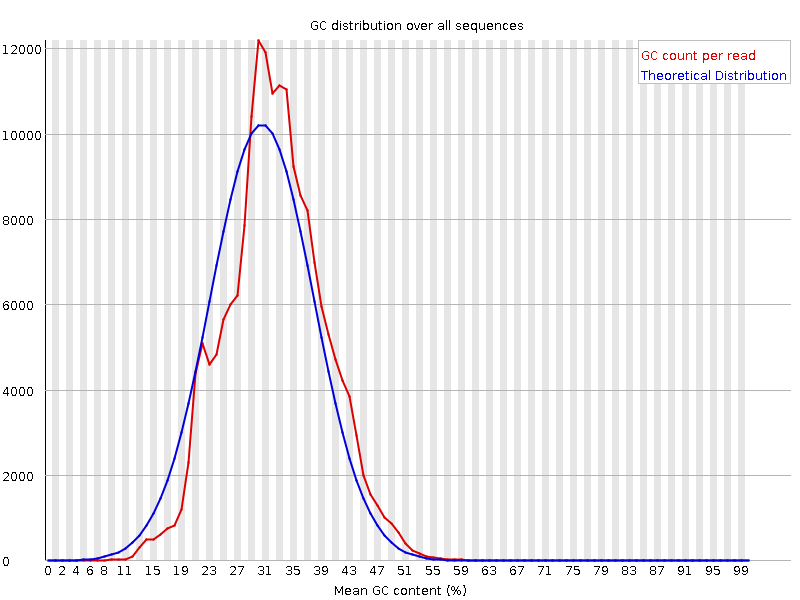 GC distribution over all sequences
GC count per read
Theoretical Distribution
12000
10000
8000
6000
4000
2000
0
0 2 4 6 8 11 15 19 23 27 31 35 39 43 47 51 55 59 63 67 71 75 79 83 87 91 95 99
Mean GC content (%)